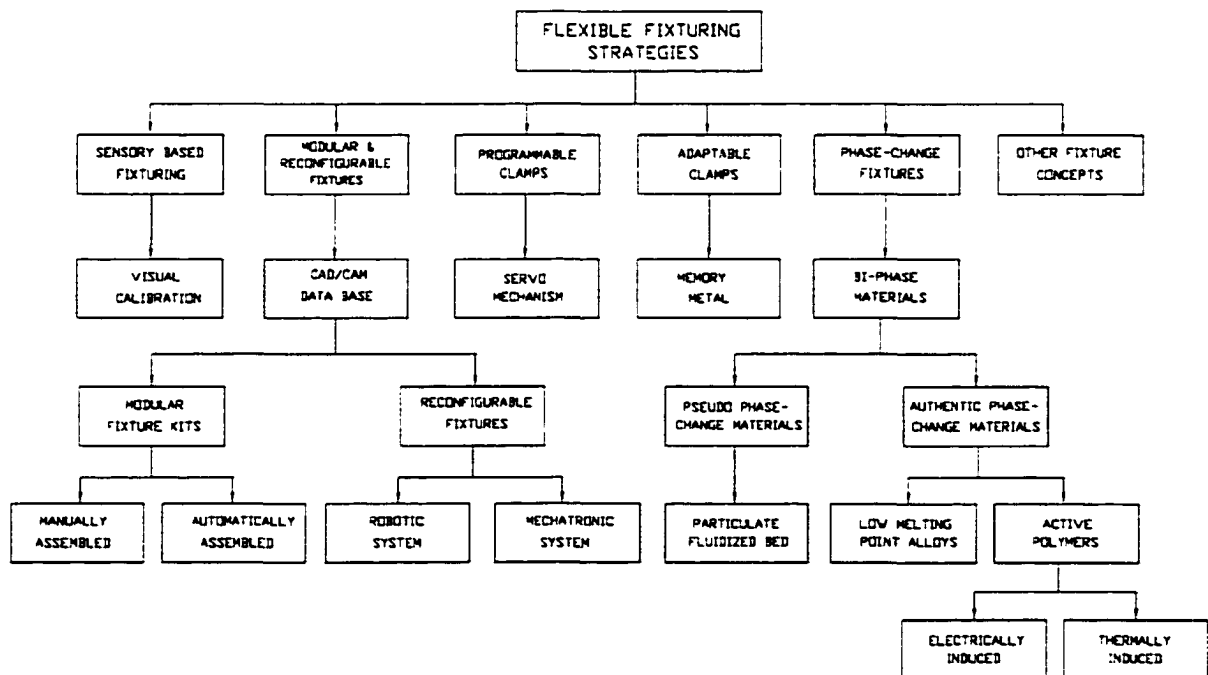 FLEXIBLE FIXTURING
STRATEGIES
SENSORY BASED
FIXTURING
MODULAR &
RECONFIGURABLE
FIXTURES
PROGRAMMABLE
CLAMPS
ADAPTABLE
CLAMPS
PHASE-CHANGE
FIXTURES
OTHER FIXTURE
CONCEPTS
VISUAL
CALIBRATION
CAD/CAM
DATA BASE
SERVO
MECHANISM
MEMORY
METAL
BI-PHASE
MATERIALS
MODULAR
FIXTURE KITS
RECONFIGURABLE
FIXTURES
PSEUDO PHASE-
CHANGE MATERIALS
AUTHENTIC PHASE-
CHANGE MATERIALS
MANUALLY
ASSEMBLED
AUTOMATICALLY
ASSEMBLED
ROBOTIC
SYSTEM
MECHATRONIC
SYSTEM
PARTICULATE
FLUIDIZED BED
LOW MELTING
POINT ALLOYS
ACTIVE
POLYMERS
ELECTRICALLY
INDUCED
THERMALLY
INDUCED